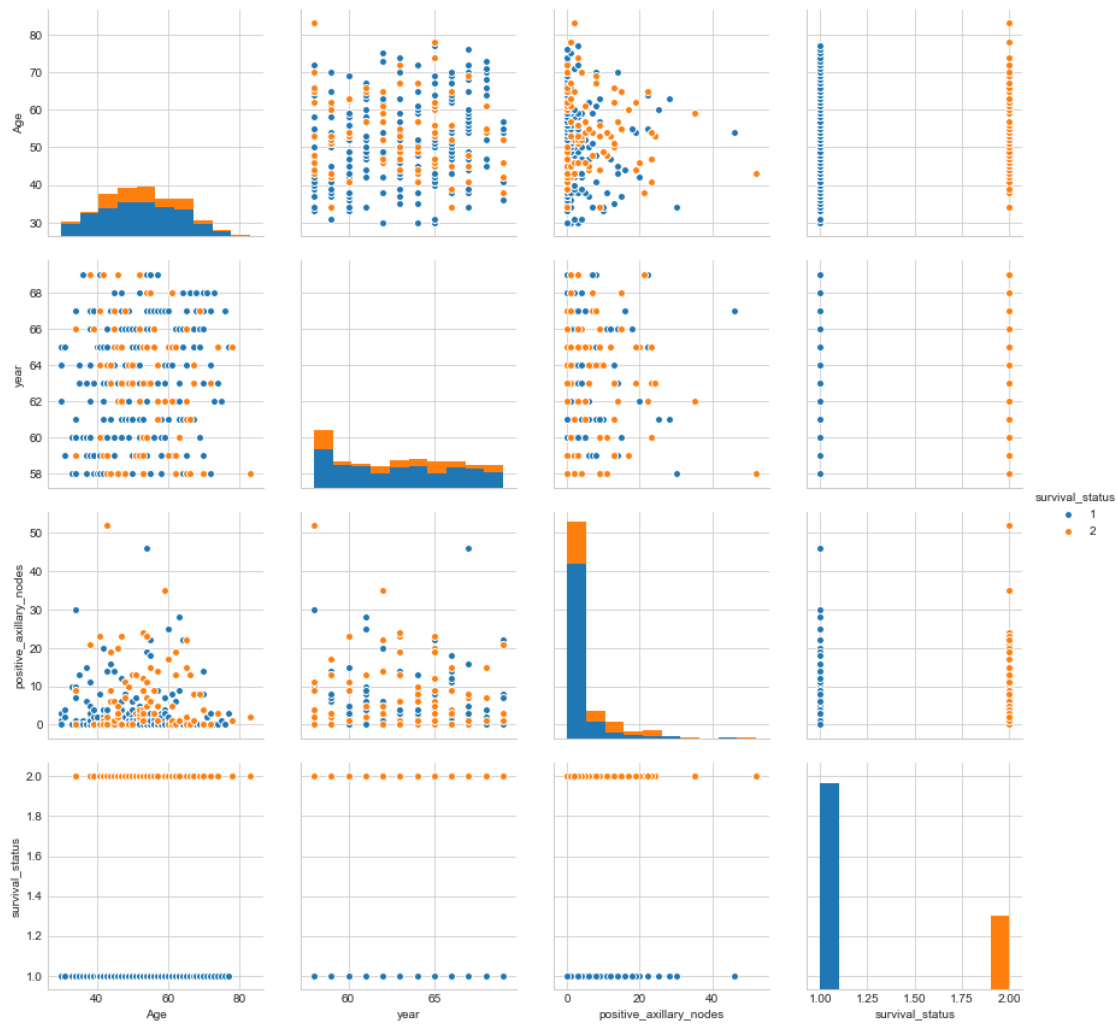 80
70
60
50
40
30
Age
68
66
64
62
60
58
year
50
40
30
20
10
0
positive_axillary_nodes
2.0
1.8
1.6
1.4
1.2
1.0
survival_status
40 60 80
Age
60 65
year
0 20 40
positive_axillary_nodes
1.00 1.25 1.50 1.75 2.00
survival_status
survival_status
1
2